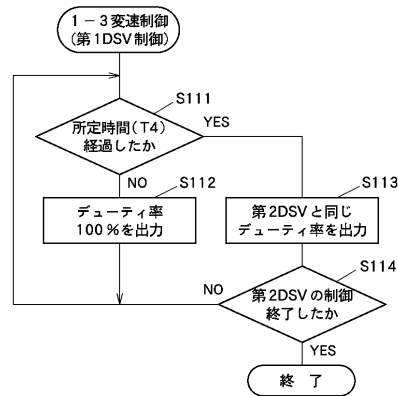 1－3変速制御
(第1DSV制御)
S111
所定時間(T4)
経過したか
YES
NO
S112
デューティ率
100%を出力
S113
第2DSVと同じ
デューティ率を出力
S114
第2DSVの制御
終了したか
NO
YES
終 了